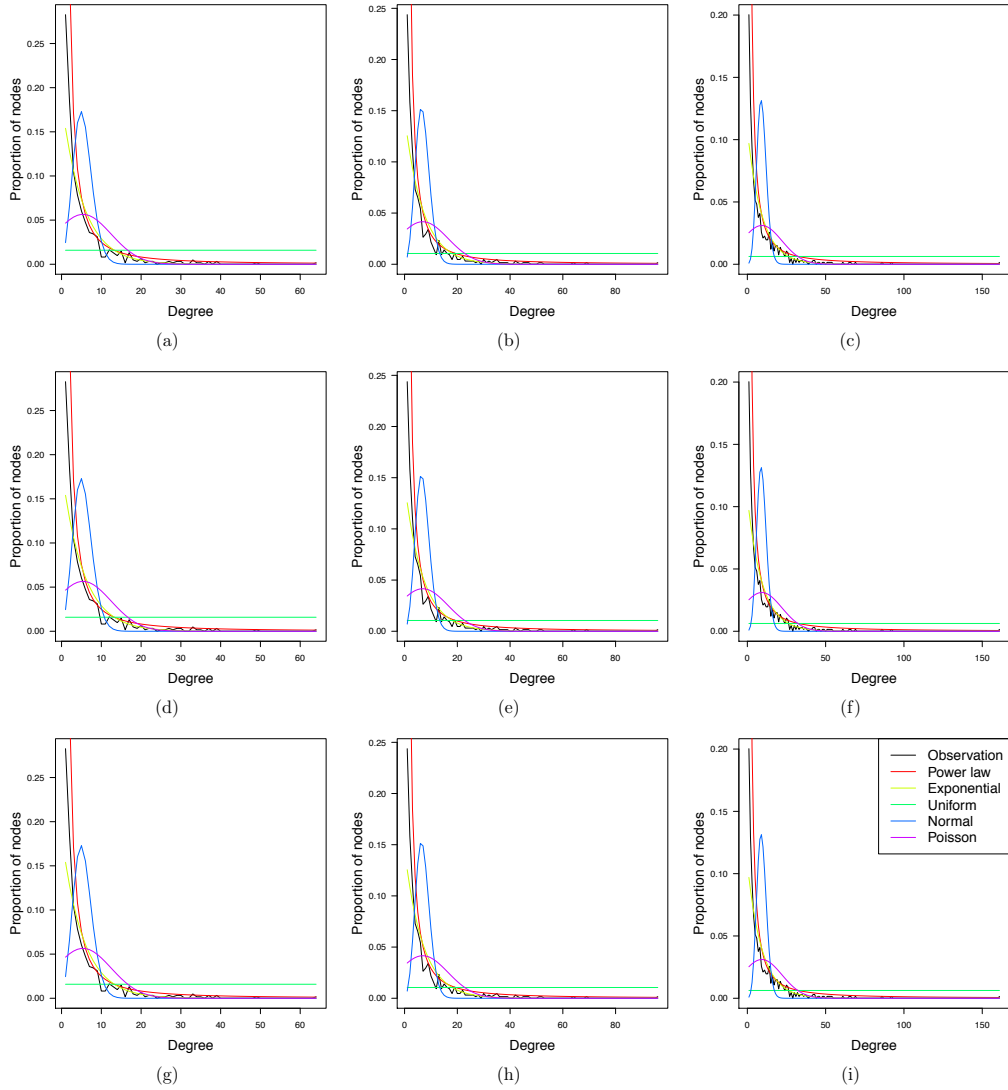 Proportion of nodes
0.25
0.20
0.15
0.10
0.05
0.00
0 10 20 30 40 50 60
Degree
(a)
Proportion of nodes
0.25
0.20
0.15
0.10
0.05
0.00
0 20 40 60 80
Degree
(b)
Proportion of nodes
0.20
0.15
0.10
0.05
0.00
0 50 100 150
Degree
(c)
Proportion of nodes
0.25
0.20
0.15
0.10
0.05
0.00
0 10 20 30 40 50 60
Degree
(d)
Proportion of nodes
0.25
0.20
0.15
0.10
0.05
0.00
0 20 40 60 80
Degree
(e)
Proportion of nodes
0.20
0.15
0.10
0.05
0.00
0 50 100 150
Degree
(f)
Proportion of nodes
0.25
0.20
0.15
0.10
0.05
0.00
0 10 20 30 40 50 60
Degree
(g)
Proportion of nodes
0.25
0.20
0.15
0.10
0.05
0.00
0 20 40 60 80
Degree
(h)
Proportion of nodes
0.20
0.15
0.10
0.05
0.00
0 50 100 150
Degree
Observation
Power law
Exponential
Uniform
Normal
Poisson
(i)